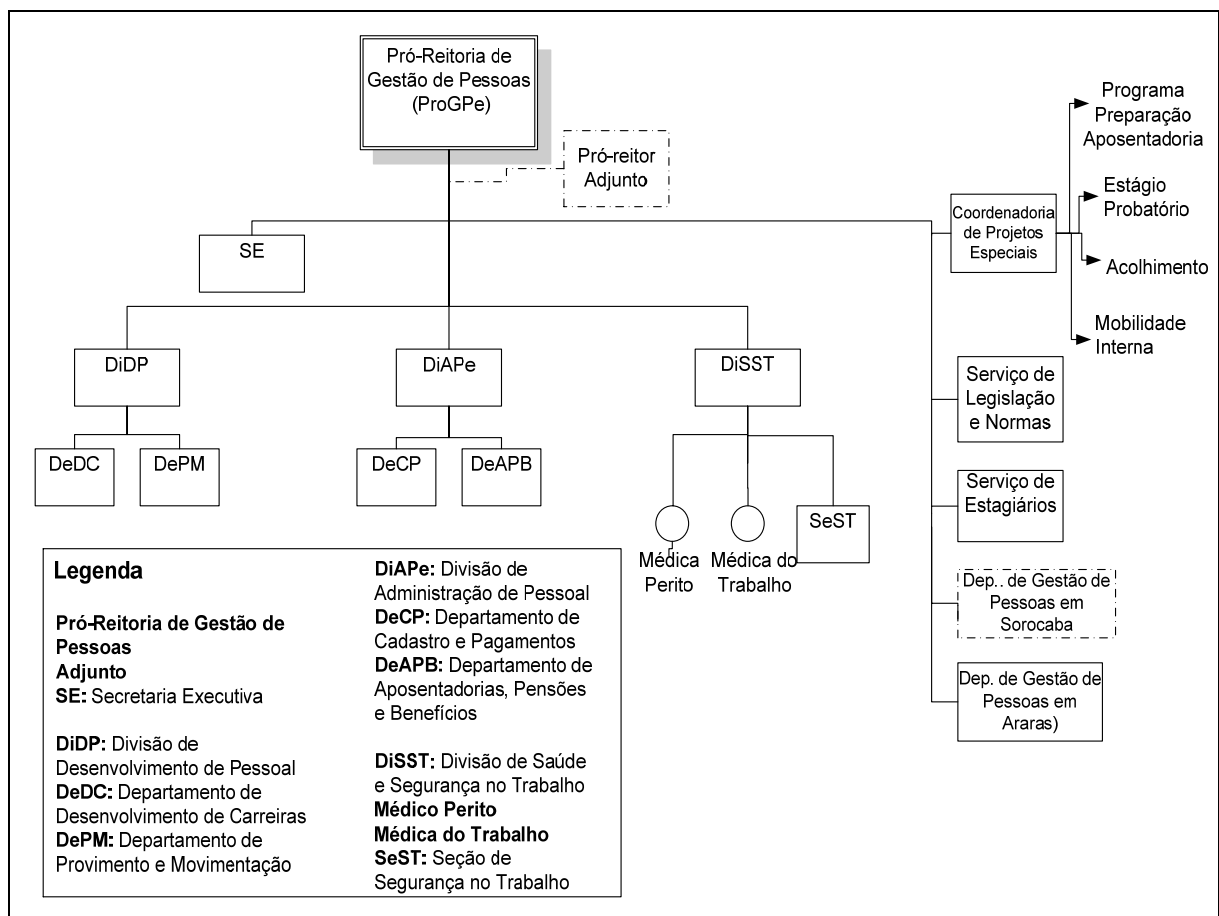 Pró-Reitoria de
Gestão de Pessoas
(ProGPe)
Pró-reitor
Adjunto
SE
DiDP
DiAPe
DiSST
DeDC
DePM
DeCP
DeAPB
Médica
Perito
Médica do
Trabalho
SeST
Coordenadoria
de Projetos
Especiais
Programa
Preparação
Aposentadoria
Estágio
Probatório
Acolhimento
Mobilidade
Interna
Serviço de
Legislação
e Normas
Serviço de
Estagiários
Dep.. de Gestão de
Pessoas em
Sorocaba
Dep. de Gestão de
Pessoas em
Araras)
Legenda
Pró-Reitoria de Gestão de
Pessoas
Adjunto
SE: Secretaria Executiva
DiDP: Divisão de
Desenvolvimento de Pessoal
DeDC: Departamento de
Desenvolvimento de Carreiras
DePM: Departamento de
Provimento e Movimentação
DiAPe: Divisão de
Administração de Pessoal
DeCP: Departamento de
Cadastro e Pagamentos
DeAPB: Departamento de
Aposentadorias, Pensões
e Benefícios
DiSST: Divisão de Saúde
e Segurança no Trabalho
Médico Perito
Médica do Trabalho
SeST: Seção de
Segurança no Trabalho